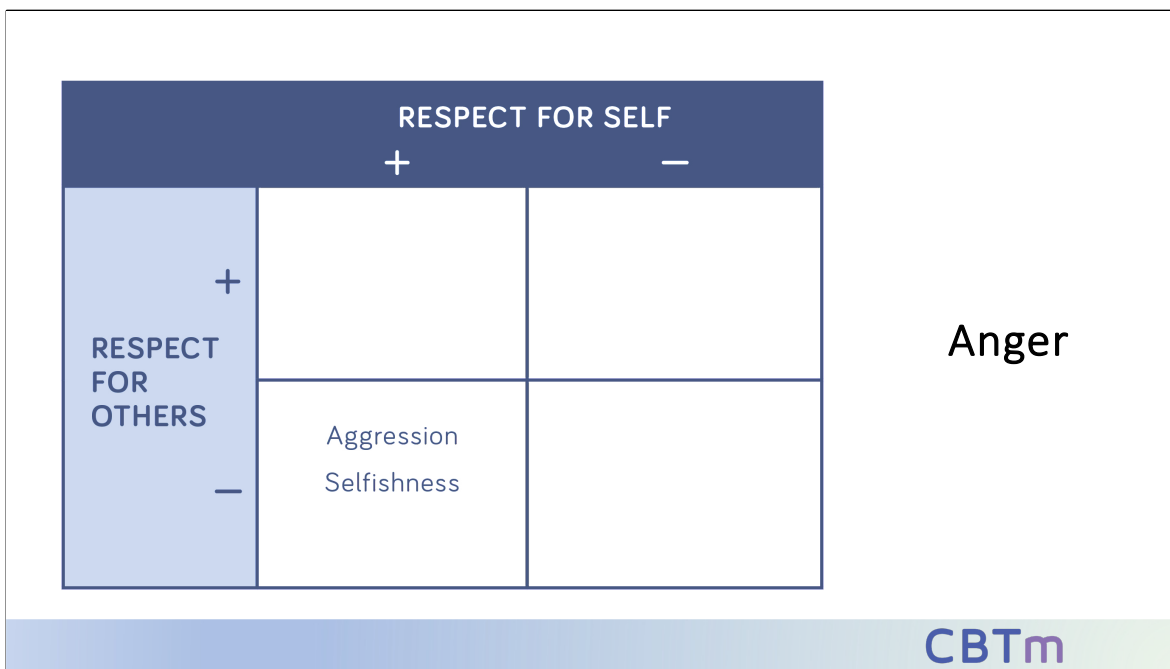 RESPECT FOR SELF
+ −
+
RESPECT
FOR
OTHERS
−
Aggression
Selfishness
Anger
CBTm